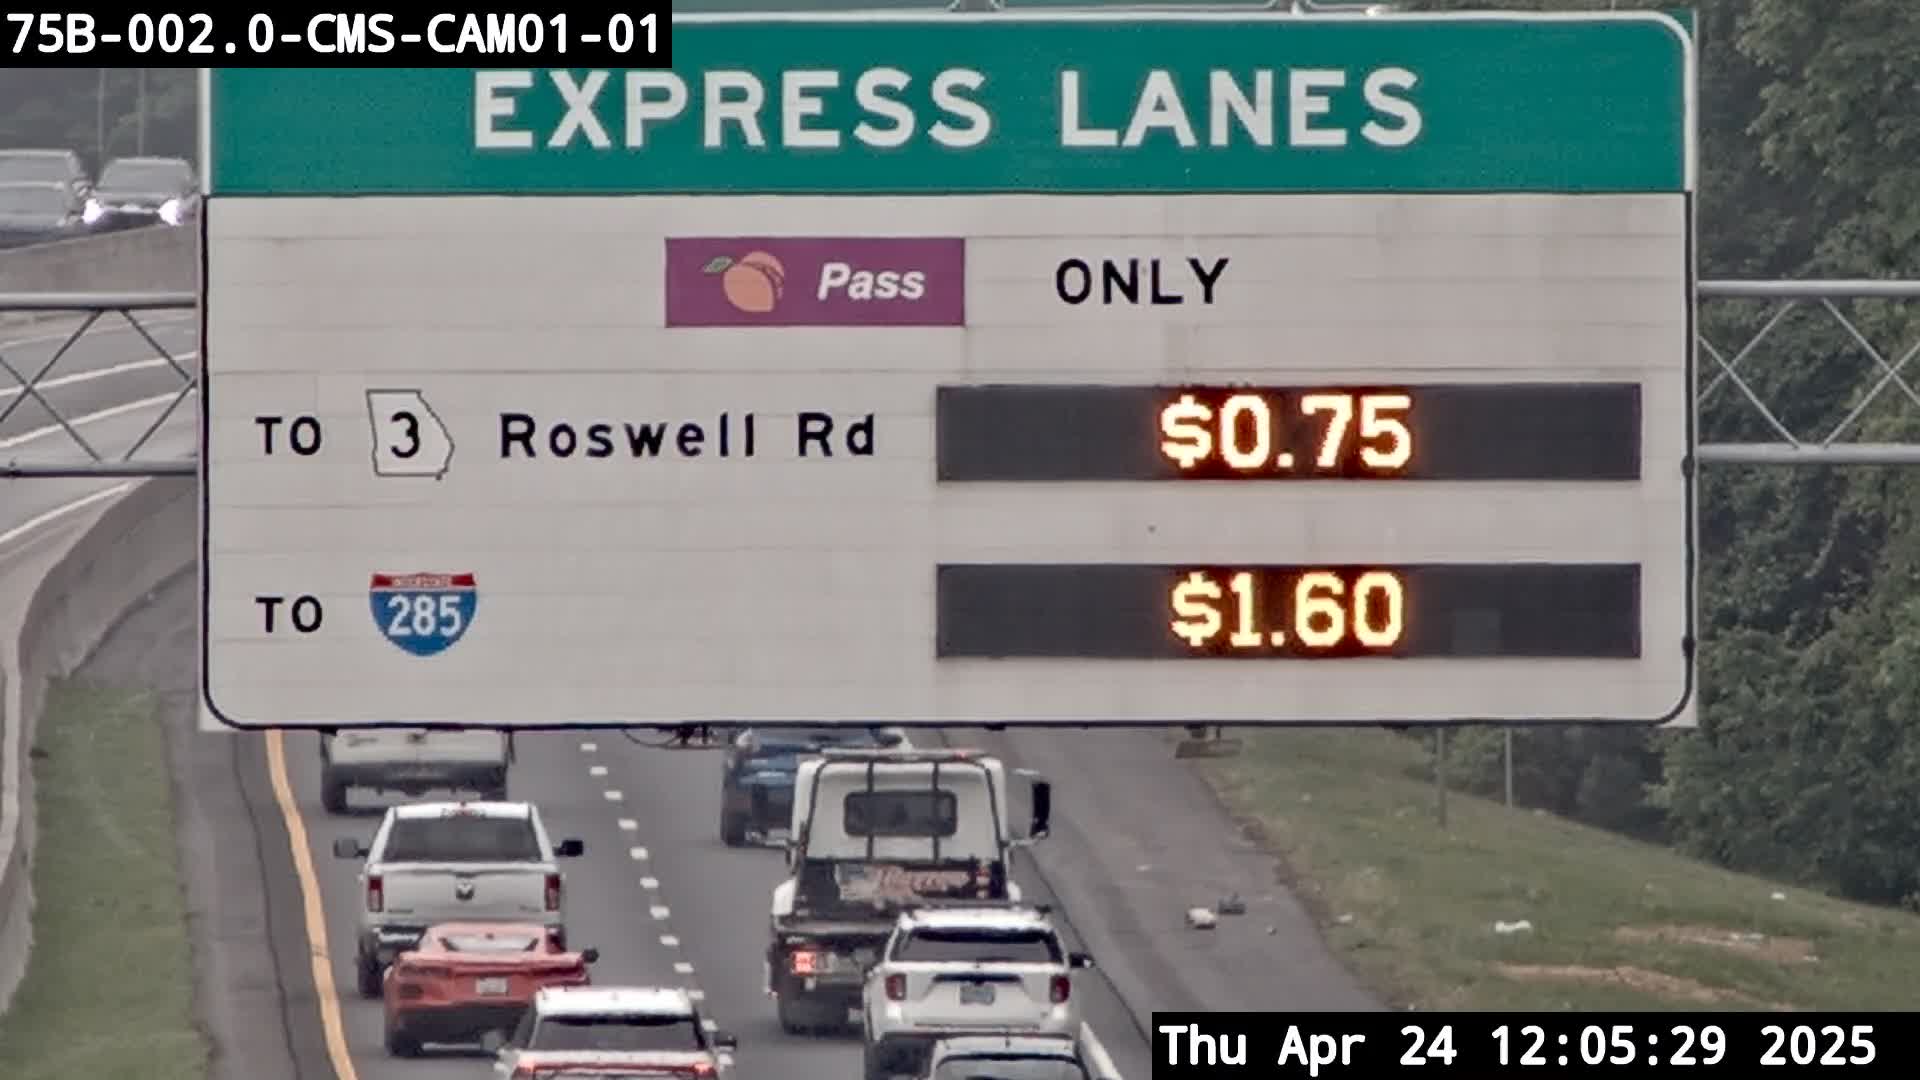 75B-002.0-CMS-CAM01-01
EXPRESS LANES
Pass ONLY
TO 3 Roswell Rd $0.75
TO 285 $1.60
Thu Apr 24 12:05:29 2025